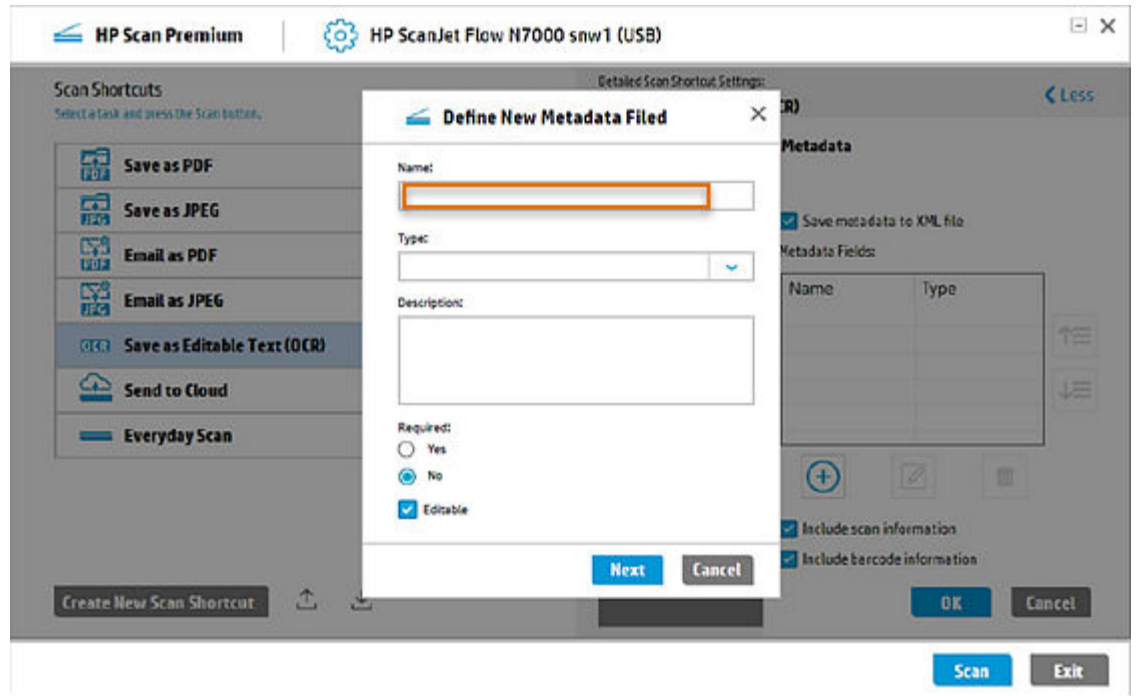 HP Scan Premium
HP ScanJet Flow N7000 snw1 (USB)
Scan Shortcuts
Select a task and press the Scan button.
Save as PDF
Save as JPEG
Email as PDF
Email as JPEG
Save as Editable Text (OCR)
Send to Cloud
Everyday Scan
Create New Scan Shortcut
Define New Metadata Filed
Name:
Type:
Description:
Required:
Yes
No
Editable
Next
Cancel
Detailed Scan Shortcut Settings:
CR)
Less
Metadata
Save metadata to XML file
Metadata Fields:
Name
Type
Include scan information
Include barcode information
OK
Cancel
Scan
Exit